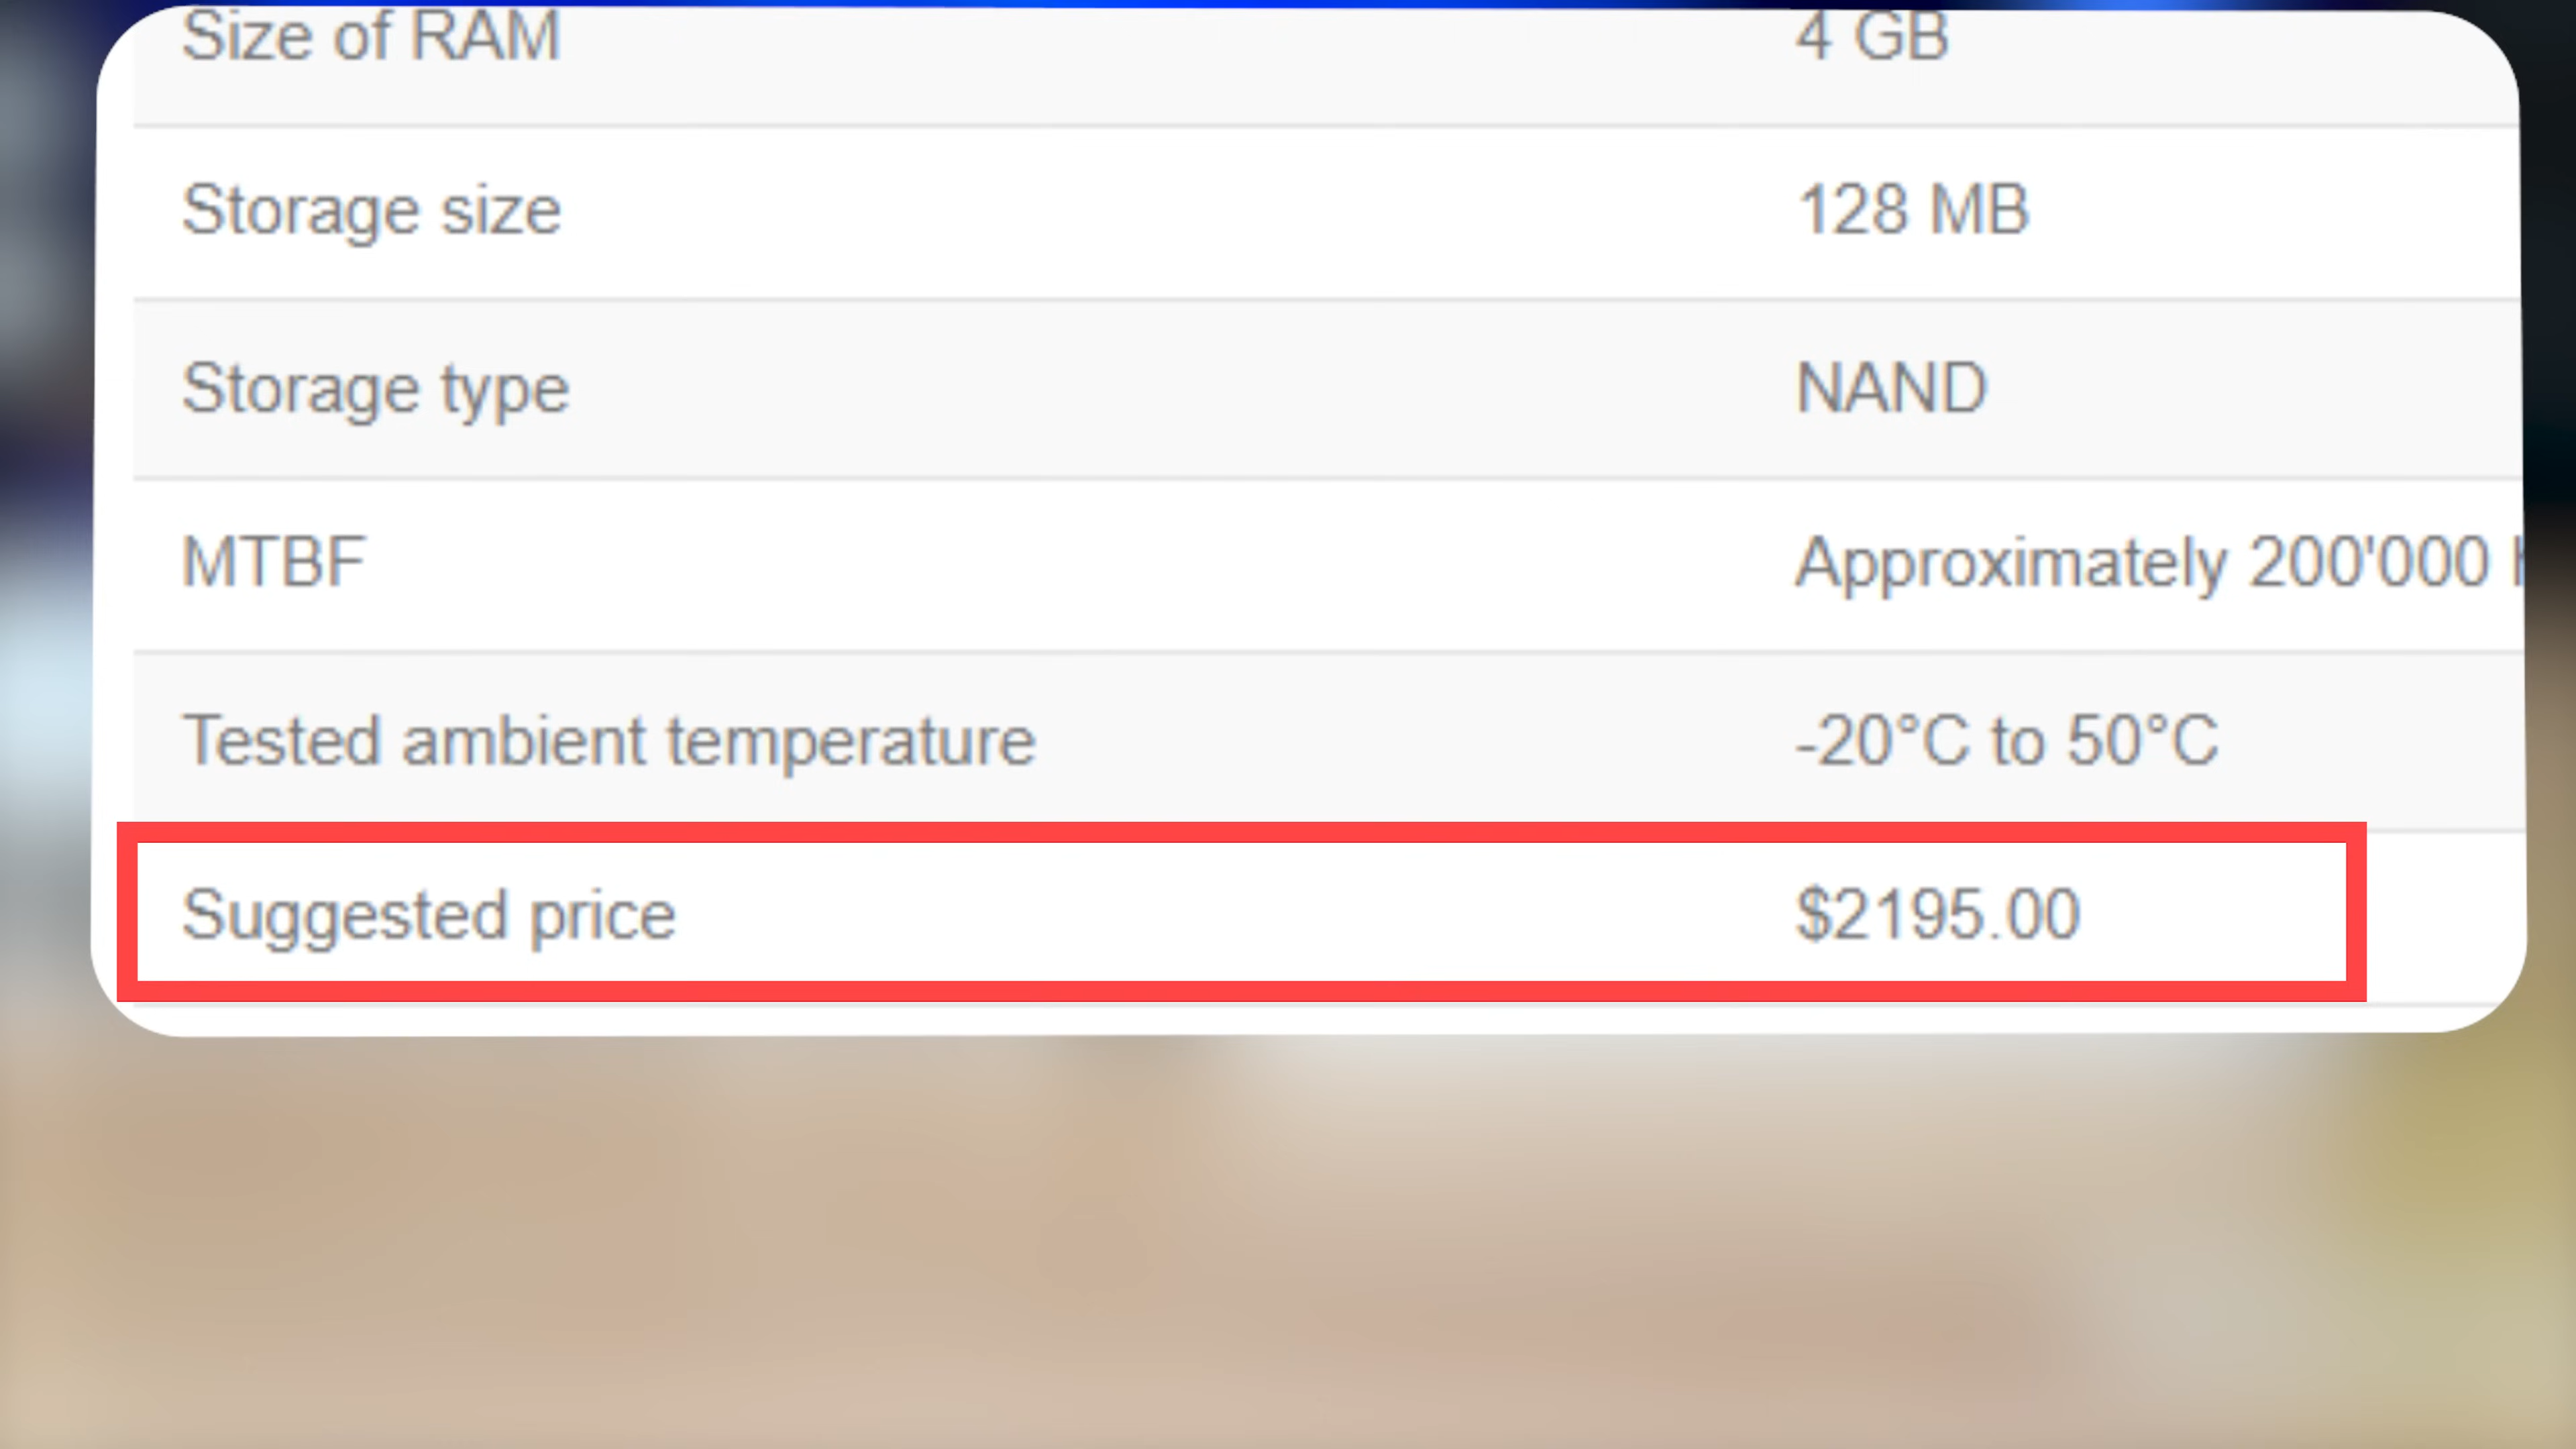 Size of RAM 4 GB
Storage size 128 MB
Storage type NAND
MTBF Approximately 200'000
Tested ambient temperature -20°C to 50°C
Suggested price $2195.00